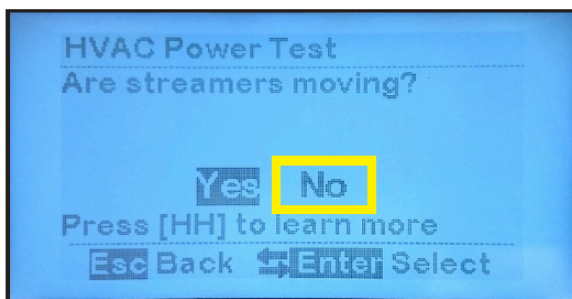 HVAC Power Test
Are streamers moving?
Yes No
Press [HH] to learn more
Esc Back ⇆ Enter Select